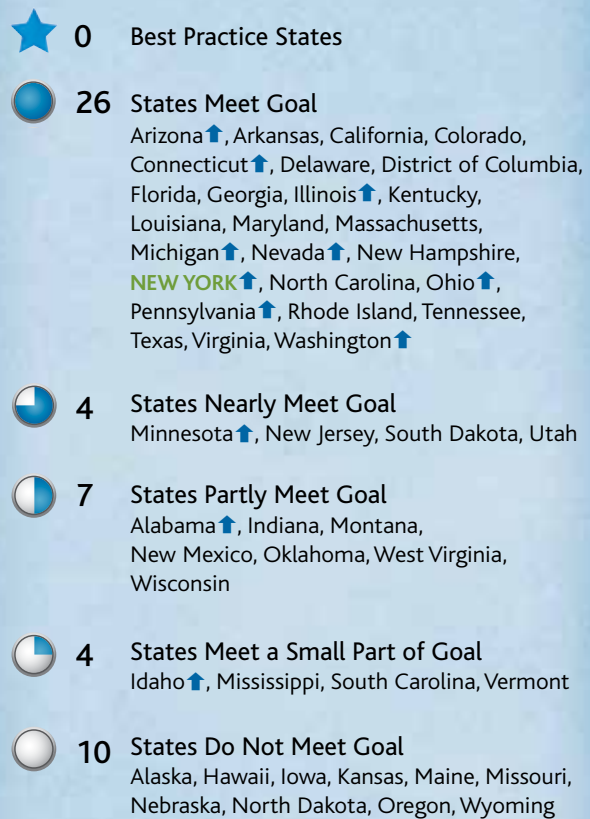 0 Best Practice States
26 States Meet Goal
Arizona⬆, Arkansas, California, Colorado,
Connecticut⬆, Delaware, District of Columbia,
Florida, Georgia, Illinois⬆, Kentucky,
Louisiana, Maryland, Massachusetts,
Michigan⬆, Nevada⬆, New Hampshire,
NEW YORK⬆, North Carolina, Ohio⬆,
Pennsylvania⬆, Rhode Island, Tennessee,
Texas, Virginia, Washington⬆
4 States Nearly Meet Goal
Minnesota⬆, New Jersey, South Dakota, Utah
7 States Partly Meet Goal
Alabama⬆, Indiana, Montana,
New Mexico, Oklahoma, West Virginia,
Wisconsin
4 States Meet a Small Part of Goal
Idaho⬆, Mississippi, South Carolina, Vermont
10 States Do Not Meet Goal
Alaska, Hawaii, Iowa, Kansas, Maine, Missouri,
Nebraska, North Dakota, Oregon, Wyoming